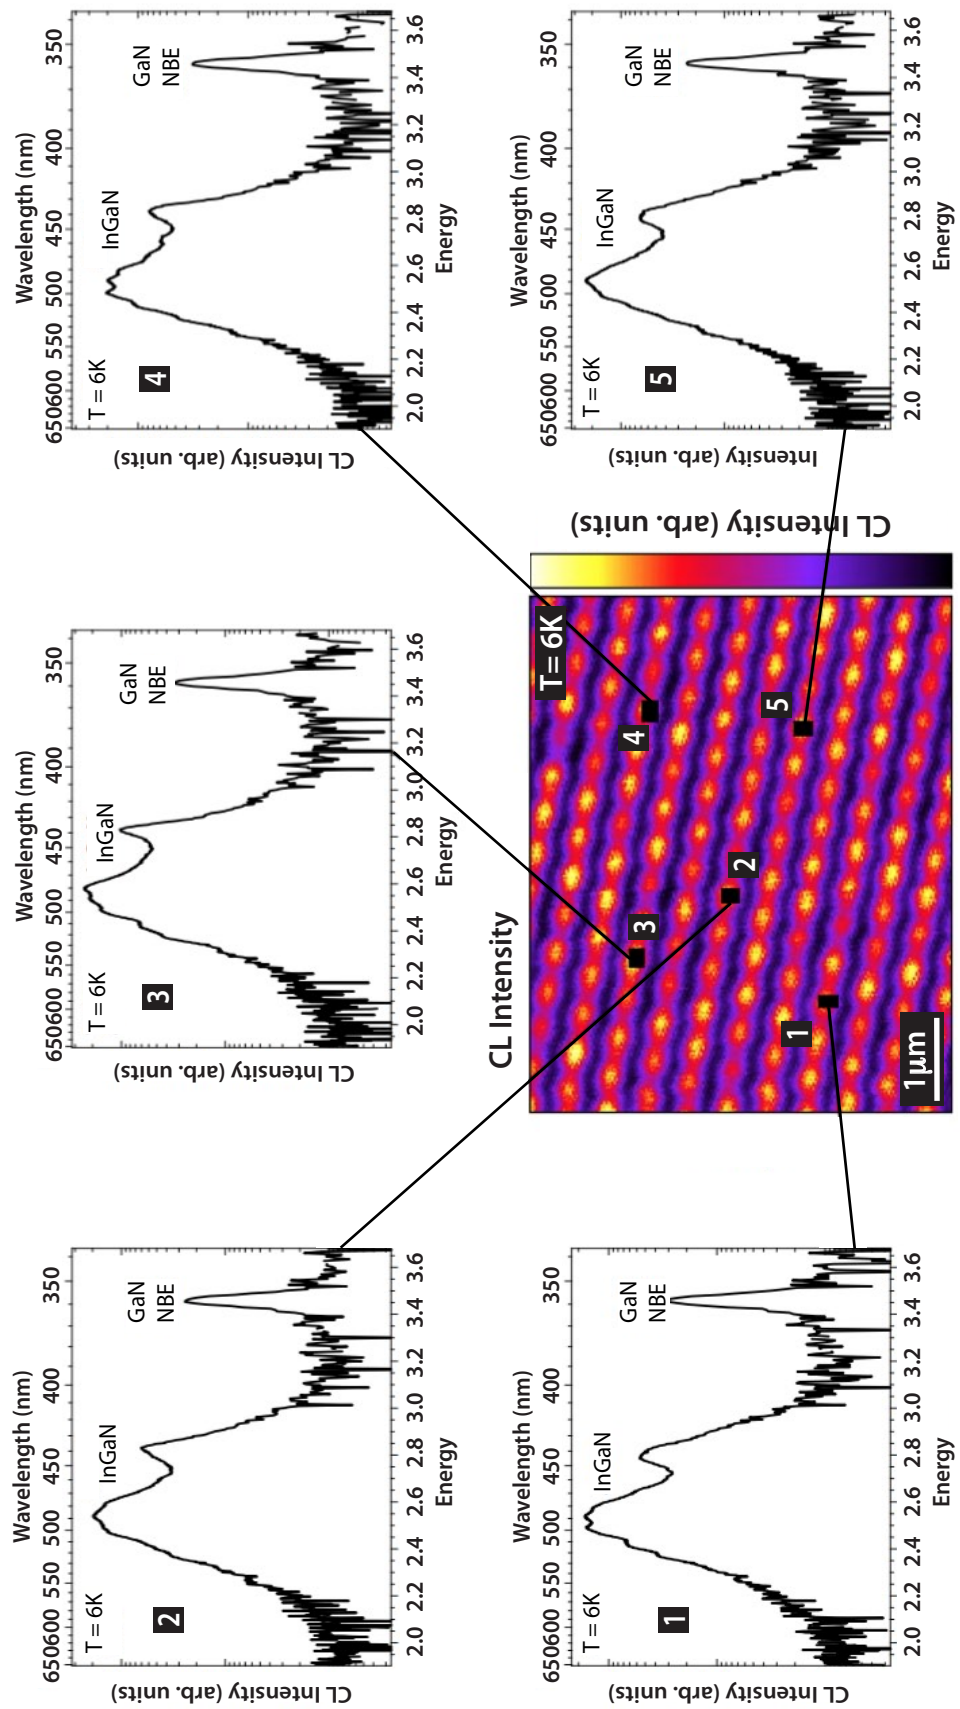 Wavelength (nm)
650600 550 500 450 400 350
T = 6K
2
InGaN
GaN
NBE
CL Intensity (arb. units)
2.0 2.2 2.4 2.6 2.8 3.0 3.2 3.4 3.6
Energy
Wavelength (nm)
650600 550 500 450 400 350
T = 6K
3
InGaN
GaN
NBE
CL Intensity (arb. units)
2.0 2.2 2.4 2.6 2.8 3.0 3.2 3.4 3.6
Energy
Wavelength (nm)
650600 550 500 450 400 350
T = 6K
4
InGaN
GaN
NBE
CL Intensity (arb. units)
2.0 2.2 2.4 2.6 2.8 3.0 3.2 3.4 3.6
Energy
Wavelength (nm)
650600 550 500 450 400 350
T = 6K
1
InGaN
GaN
NBE
CL Intensity (arb. units)
2.0 2.2 2.4 2.6 2.8 3.0 3.2 3.4 3.6
Energy
CL Intensity
T= 6K
3
4
2
5
1
1μm
CL Intensity (arb. units)
Wavelength (nm)
650600 550 500 450 400 350
T = 6K
5
InGaN
GaN
NBE
Intensity (arb. units)
2.0 2.2 2.4 2.6 2.8 3.0 3.2 3.4 3.6
Energy